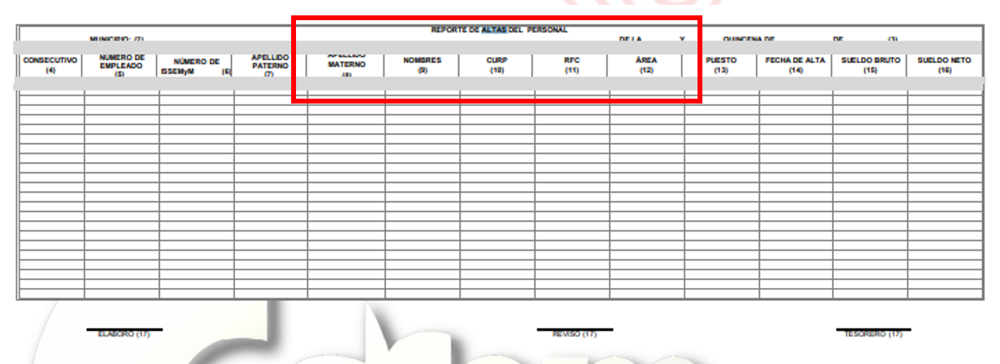 REPORTE DE ALTAS DEL PERSONAL
MUNICIPIO: (2) DE LA Y QUINCENA DE DE (3)
CONSECUTIVO
(4)
NUMERO DE
EMPLEADO
(5)
NÚMERO DE
ISSEMyM (6)
APELLIDO
PATERNO
(7)
APELLIDO
MATERNO
(8)
NOMBRES
(9)
CURP
(10)
RFC
(11)
ÁREA
(12)
PUESTO
(13)
FECHA DE ALTA
(14)
SUELDO BRUTO
(15)
SUELDO NETO
(16)
ELABORO (17) REVISO (17) TESORERO (17)